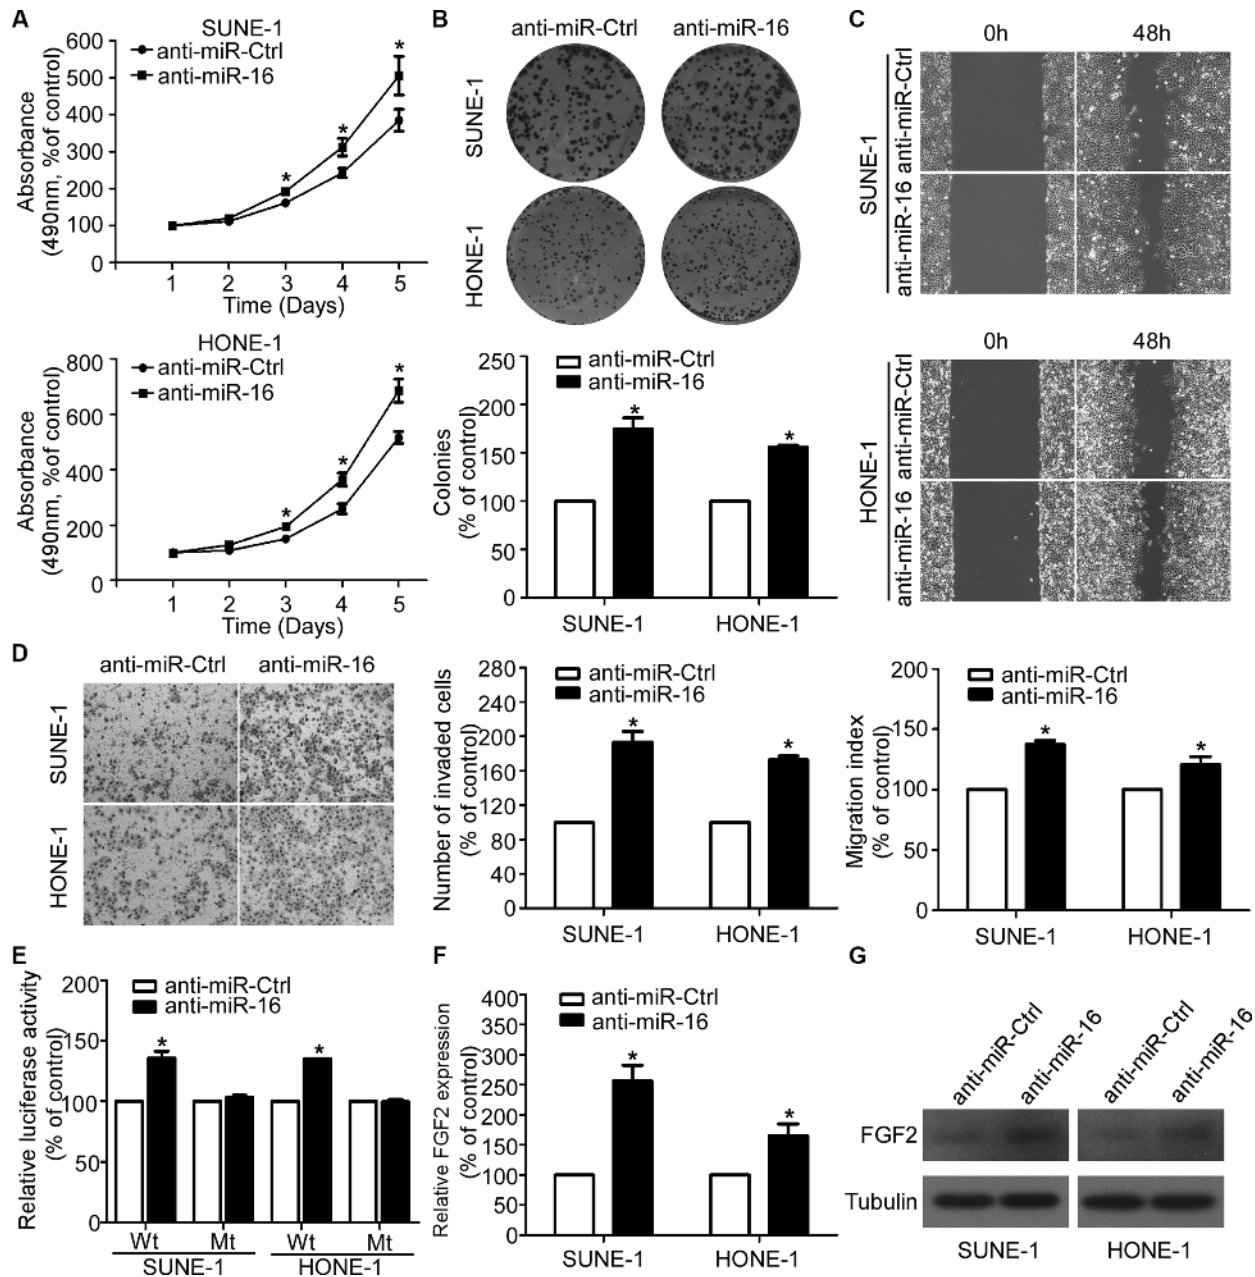 A
SUNE-1
anti-miR-Ctrl
anti-miR-16
Absorbance
(490nm, %of control)
600
500
400
300
200
100
0
*
*
*
1 2 3 4 5
Time (Days)
HONE-1
anti-miR-Ctrl
anti-miR-16
Absorbance
(490nm, %of control)
800
600
400
200
0
*
*
*
1 2 3 4 5
Time (Days)
B
anti-miR-Ctrl anti-miR-16
SUNE-1
HONE-1
anti-miR-Ctrl
anti-miR-16
Colonies
(% of control)
250
200
150
100
50
0
*
*
SUNE-1 HONE-1
C
0h 48h
SUNE-1
anti-miR-Ctrl
anti-miR-16
0h 48h
HONE-1
anti-miR-Ctrl
anti-miR-16
anti-miR-Ctrl
anti-miR-16
Migration index
(% of control)
200
150
100
50
0
*
*
SUNE-1 HONE-1
D
anti-miR-Ctrl anti-miR-16
SUNE-1
HONE-1
anti-miR-Ctrl
anti-miR-16
Number of invaded cells
(% of control)
280
240
200
160
120
80
40
0
*
*
SUNE-1 HONE-1
E
anti-miR-Ctrl
anti-miR-16
Relative luciferase activity
(% of control)
200
150
100
50
0
*
*
Wt Mt Wt Mt
SUNE-1 HONE-1
F
anti-miR-Ctrl
anti-miR-16
Relative FGF2 expression
(% of control)
400
350
300
250
200
150
100
50
0
*
*
SUNE-1 HONE-1
G
anti-miR-Ctrl
anti-miR-16
anti-miR-Ctrl
anti-miR-16
FGF2
Tubulin
SUNE-1 HONE-1